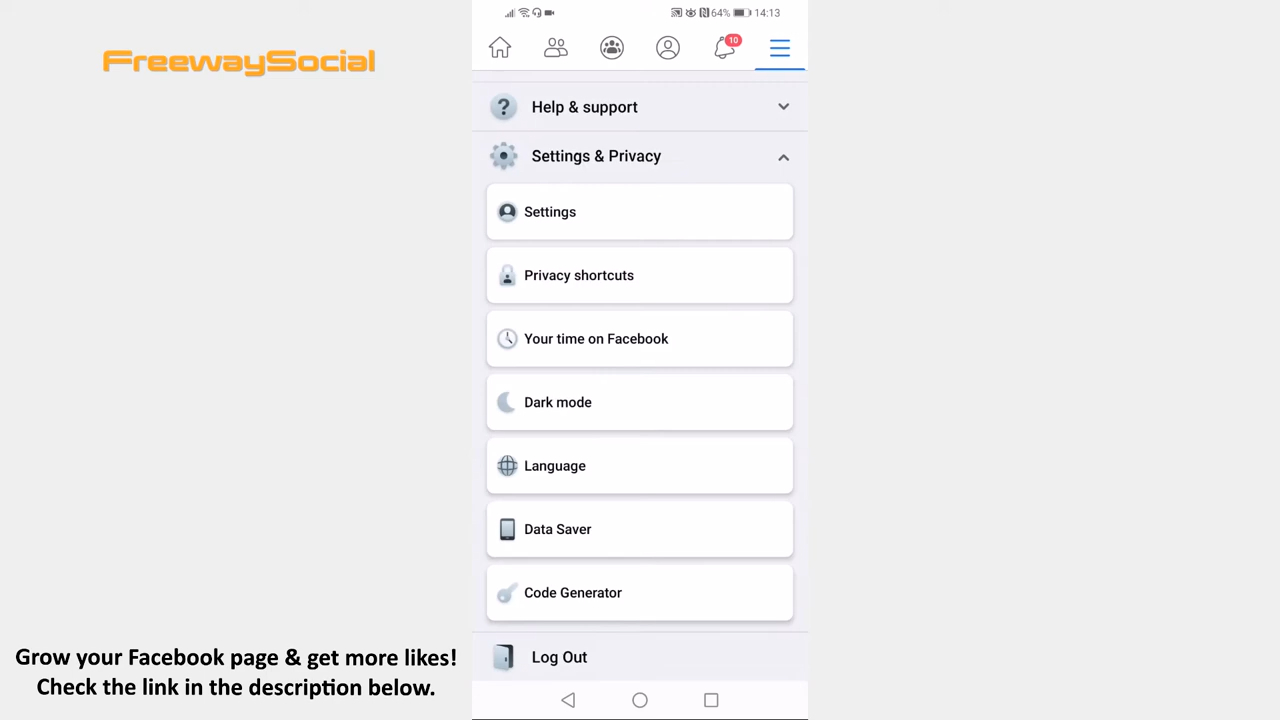 64% 14:13
FreewaySocial
10
Help & support
Settings & Privacy
Settings
Privacy shortcuts
Your time on Facebook
Dark mode
Language
Data Saver
Code Generator
Log Out
Grow your Facebook page & get more likes!
Check the link in the description below.